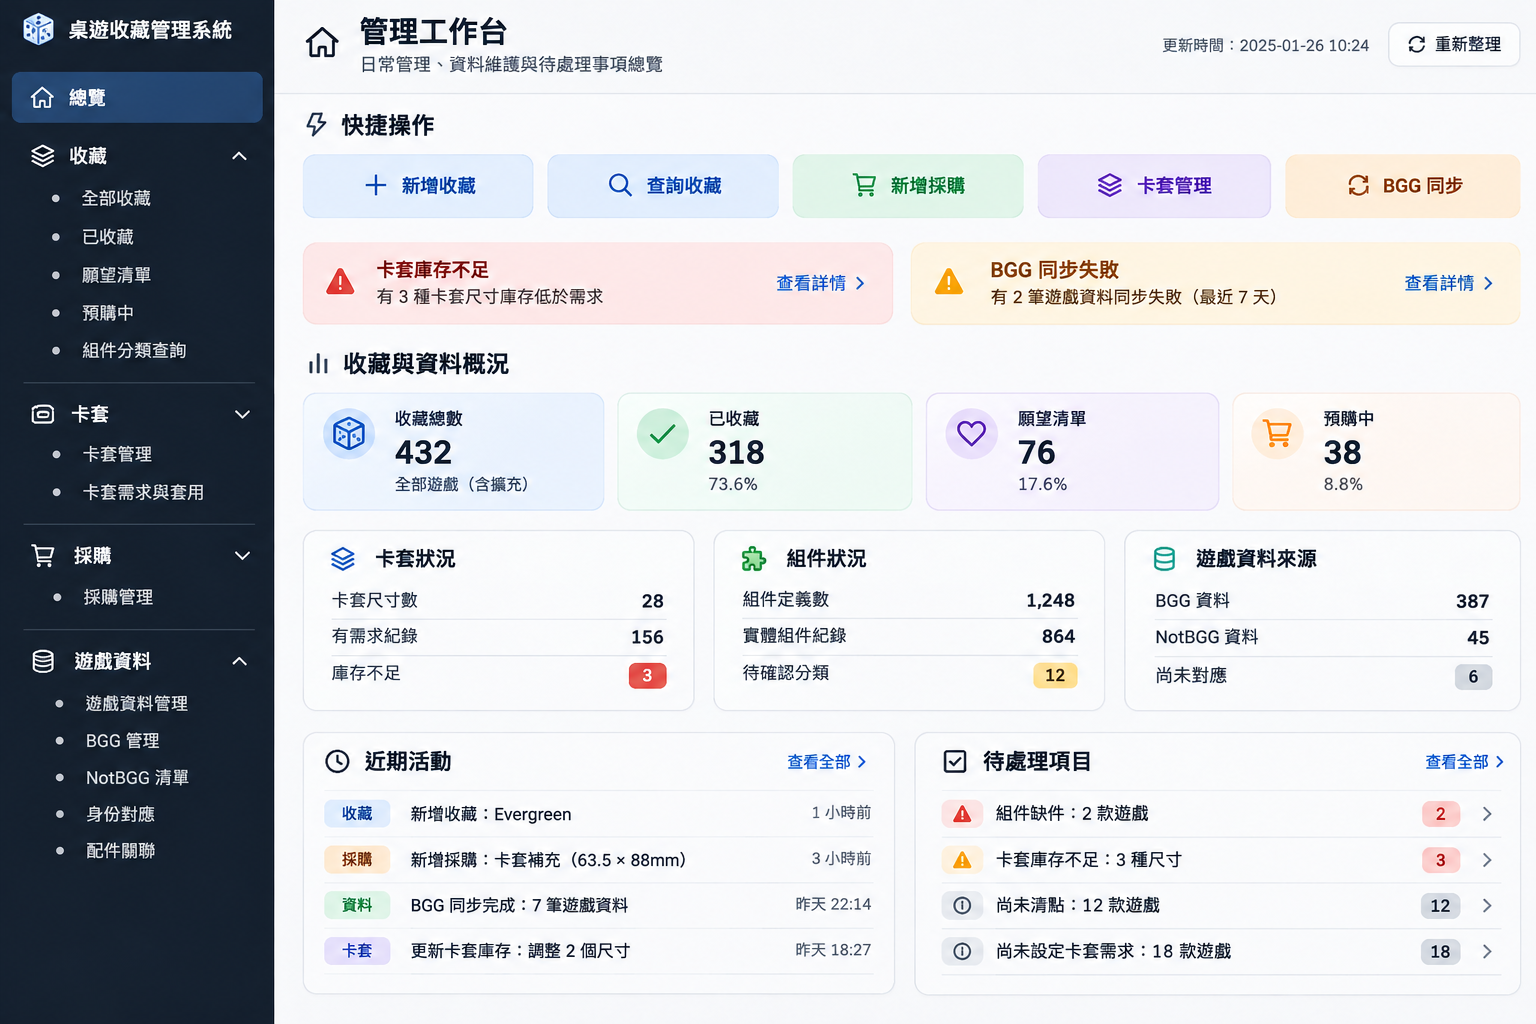 桌遊收藏管理系統
總覽
收藏
全部收藏
已收藏
願望清單
預購中
組件分類查詢
卡套
卡套管理
卡套需求與套用
採購
採購管理
遊戲資料
遊戲資料管理
BGG 管理
NotBGG 清單
身份對應
配件關聯
管理工作台
日常管理、資料維護與待處理事項總覽
更新時間：2025-01-26 10:24
重新整理
快捷操作
新增收藏
查詢收藏
新增採購
卡套管理
BGG 同步
卡套庫存不足
有 3 種卡套尺寸庫存低於需求
查看詳情
BGG 同步失敗
有 2 筆遊戲資料同步失敗（最近 7 天）
查看詳情
收藏與資料概況
收藏總數
432
全部遊戲（含擴充）
已收藏
318
73.6%
願望清單
76
17.6%
預購中
38
8.8%
卡套狀況
卡套尺寸數 28
有需求紀錄 156
庫存不足 3
組件狀況
組件定義數 1,248
實體組件紀錄 864
待確認分類 12
遊戲資料來源
BGG 資料 387
NotBGG 資料 45
尚未對應 6
近期活動 查看全部
收藏 新增收藏：Evergreen 1 小時前
採購 新增採購：卡套補充（63.5 × 88mm） 3 小時前
資料 BGG 同步完成：7 筆遊戲資料 昨天 22:14
卡套 更新卡套庫存：調整 2 個尺寸 昨天 18:27
待處理項目 查看全部
組件缺件：2 款遊戲 2
卡套庫存不足：3 種尺寸 3
尚未清點：12 款遊戲 12
尚未設定卡套需求：18 款遊戲 18